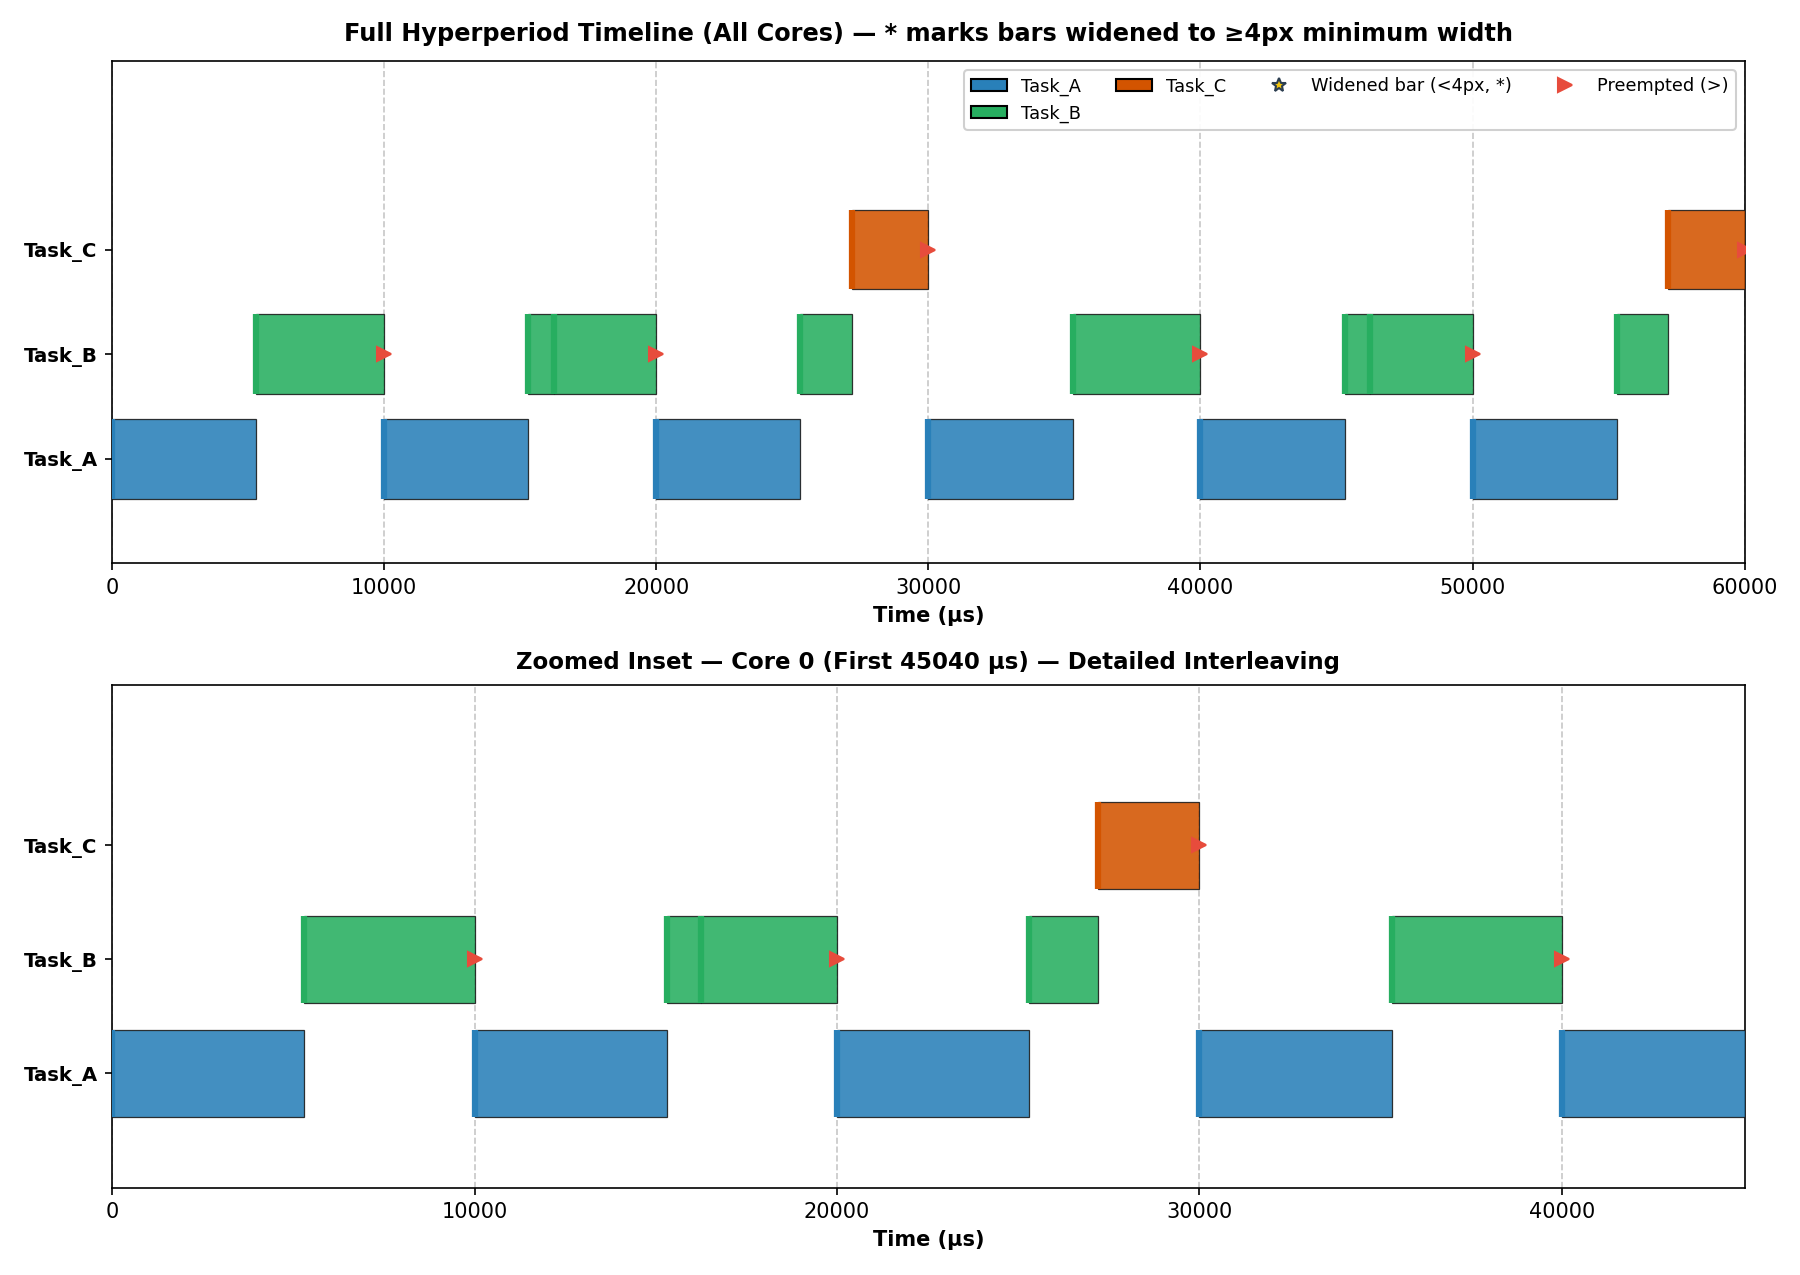 Full Hyperperiod Timeline (All Cores) — * marks bars widened to ≥4px minimum width
Task_A Task_C Widened bar (<4px, *) Preempted (>)
Task_B
Task_C
Task_B
Task_A
0 10000 20000 30000 40000 50000 60000
Time (µs)
Zoomed Inset — Core 0 (First 45040 µs) — Detailed Interleaving
Task_C
Task_B
Task_A
0 10000 20000 30000 40000
Time (µs)